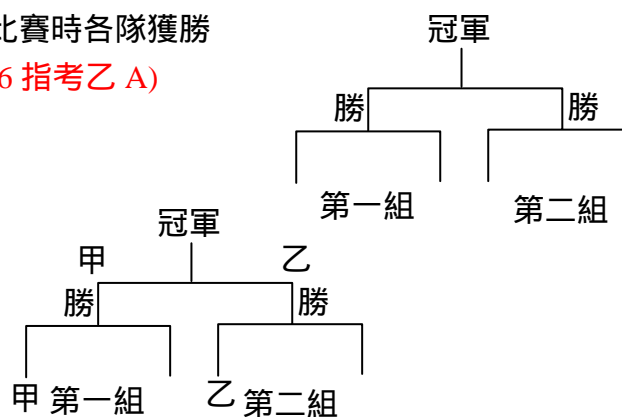 比賽時各隊獲勝
6 指考乙 A)
冠軍
勝 勝
第一組 第二組
冠軍
甲 乙
勝 勝
甲 第一組 乙 第二組